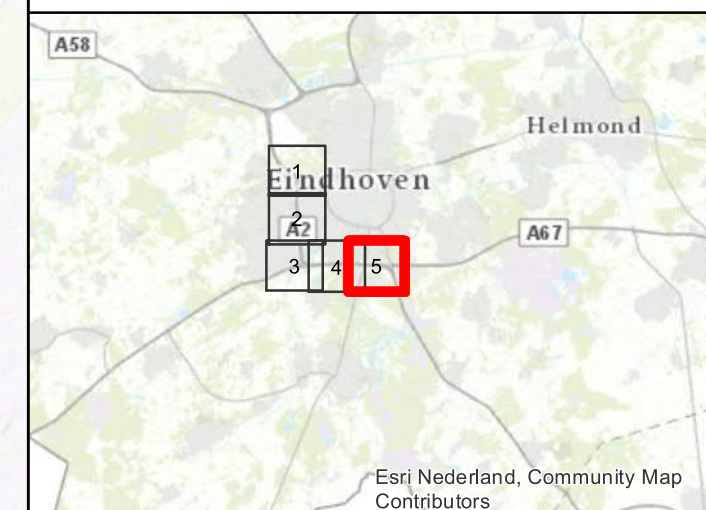 A58
Helmond
1
Eindhoven
2
A2
A67
3
4
5
Esri Nederland, Community Map
Contributors